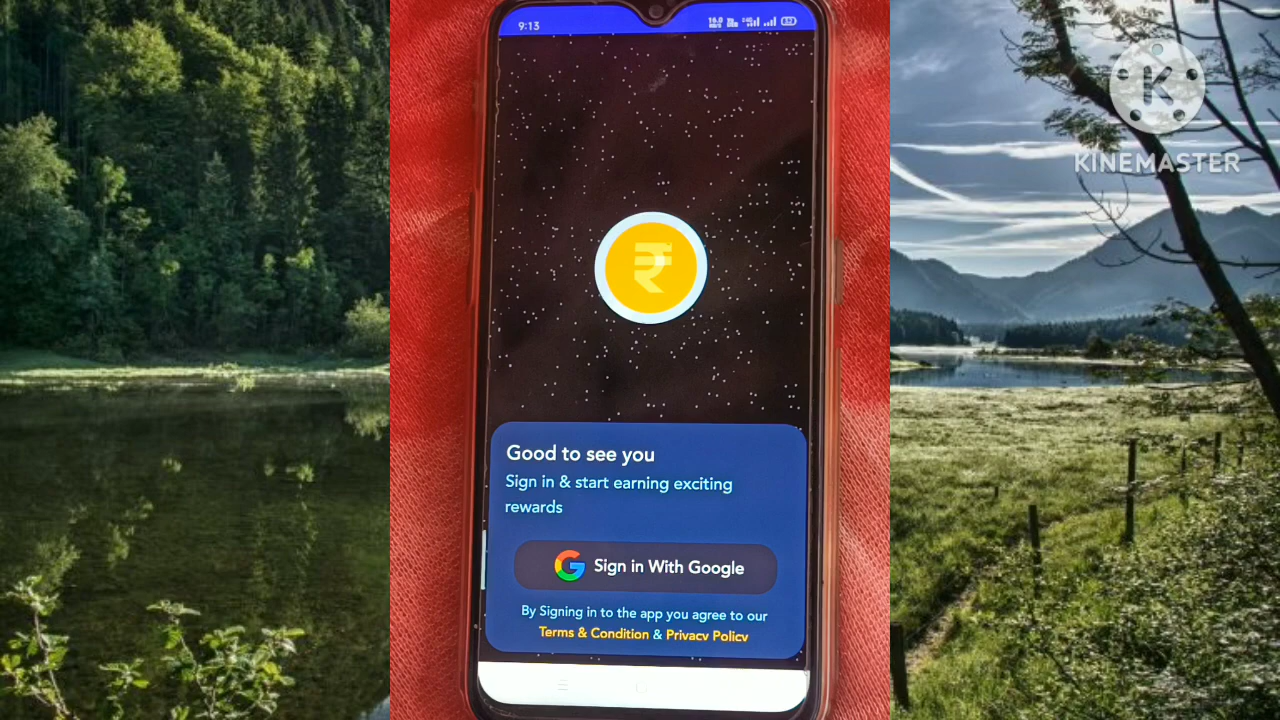 9:13
K
KINEMASTER
Good to see you
Sign in & start earning exciting
rewards
Sign in With Google
By Signing in to the app you agree to our
Terms & Condition & Privacy Policy